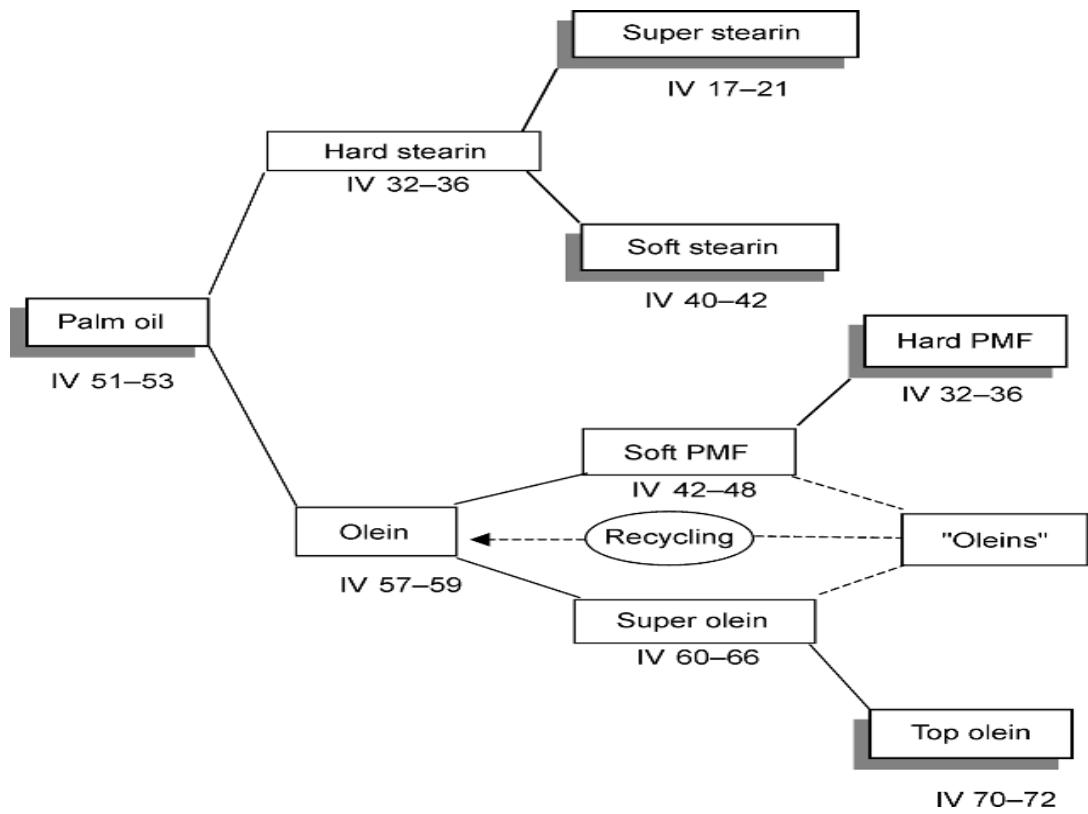 Super stearin
IV 17–21
Hard stearin
IV 32–36
Soft stearin
IV 40–42
Palm oil
IV 51–53
Hard PMF
IV 32–36
Soft PMF
IV 42–48
Olein
IV 57–59
Recycling
"Oleins"
Super olein
IV 60–66
Top olein
IV 70–72